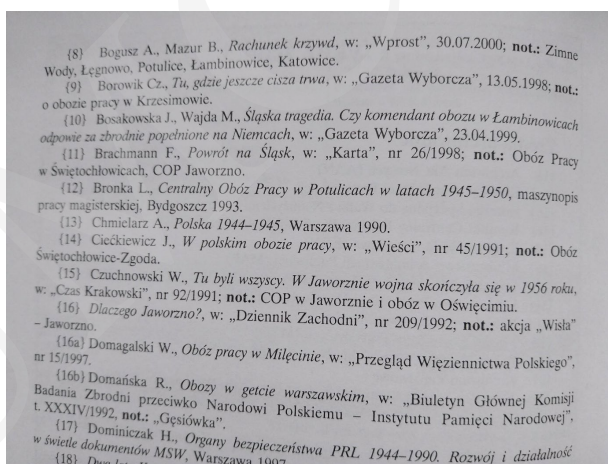 {8} Bogusz A., Mazur B., Rachunek krzywd, w: „Wprost”, 30.07.2000; not.: Zimne
Wody, Łęgnowo, Potulice, Łambinowice, Katowice.
{9} Borowik Cz., Tu, gdzie jeszcze cisza trwa, w: „Gazeta Wyborcza”, 13.05.1998; not.:
o obozie pracy w Krzesimowie.
{10} Bosakowska J., Wajda M., Śląska tragedia. Czy komendant obozu w Łambinowicach
odpowie za zbrodnie popełnione na Niemcach, w: „Gazeta Wyborcza”, 23.04.1999.
{11} Brachmann F., Powrót na Śląsk, w: „Karta”, nr 26/1998; not.: Obóz Pracy
w Świętochłowicach, COP Jaworzno.
{12} Bronka L., Centralny Obóz Pracy w Potulicach w latach 1945–1950, maszynopis
pracy magisterskiej, Bydgoszcz 1993.
{13} Chmielarz A., Polska 1944–1945, Warszawa 1990.
{14} Ciećkiewicz J., W polskim obozie pracy, w: „Wieści”, nr 45/1991; not.: Obóz
Świętochłowice-Zgoda.
{15} Czuchnowski W., Tu byli wszyscy. W Jaworznie wojna skończyła się w 1956 roku,
w: „Czas Krakowski”, nr 92/1991; not.: COP w Jaworznie i obóz w Oświęcimiu.
{16} Dlaczego Jaworzno?, w: „Dziennik Zachodni”, nr 209/1992; not.: akcja „Wisła”
– Jaworzno.
{16a} Domagalski W., Obóz pracy w Milęcinie, w: „Przegląd Więziennictwa Polskiego”,
nr 15/1997.
{16b} Domańska R., Obozy w getcie warszawskim, w: „Biuletyn Głównej Komisji
Badania Zbrodni przeciwko Narodowi Polskiemu – Instytutu Pamięci Narodowej”,
t. XXXIV/1992, not.: „Gęsiówka”.
{17} Dominiczak H., Organy bezpieczeństwa PRL 1944–1990. Rozwój i działalność
w świetle dokumentów MSW, Warszawa 1997.
{18}